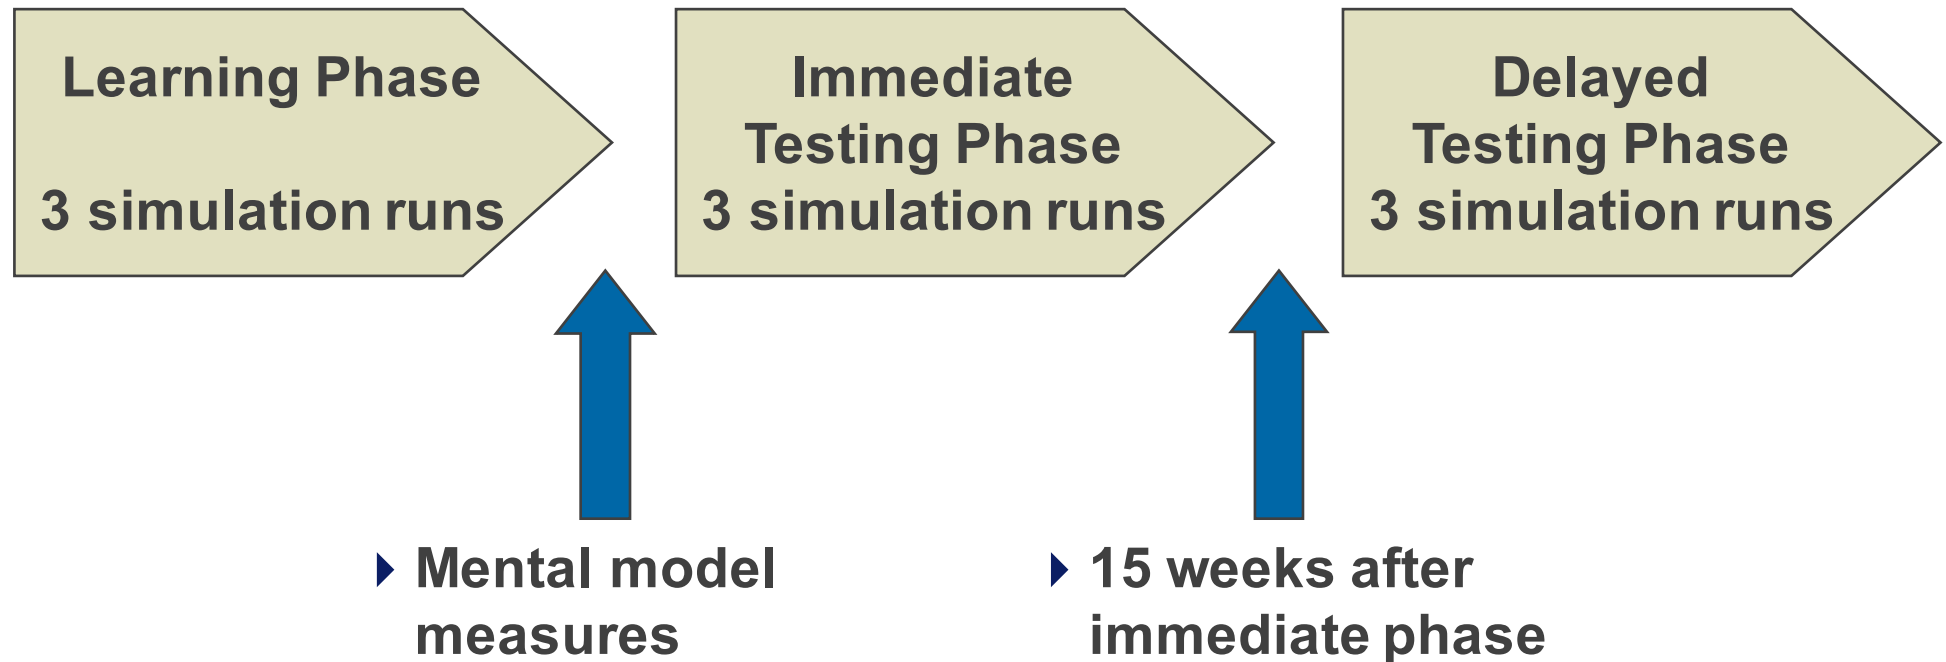 Learning Phase
3 simulation runs
Immediate
Testing Phase
3 simulation runs
Delayed
Testing Phase
3 simulation runs
Mental model
measures
15 weeks after
immediate phase